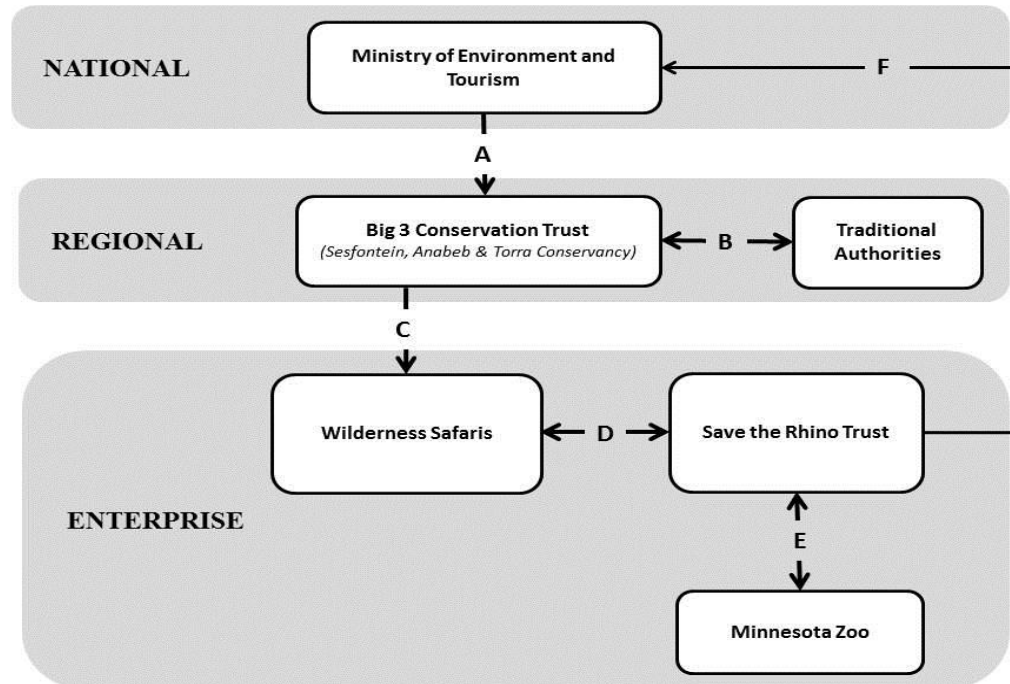 NATIONAL
Ministry of Environment and
Tourism
F
A
REGIONAL
Big 3 Conservation Trust
(Sesfontein, Anabeb & Torra Conservancy)
B
Traditional
Authorities
C
ENTERPRISE
Wilderness Safaris
D
Save the Rhino Trust
E
Minnesota Zoo